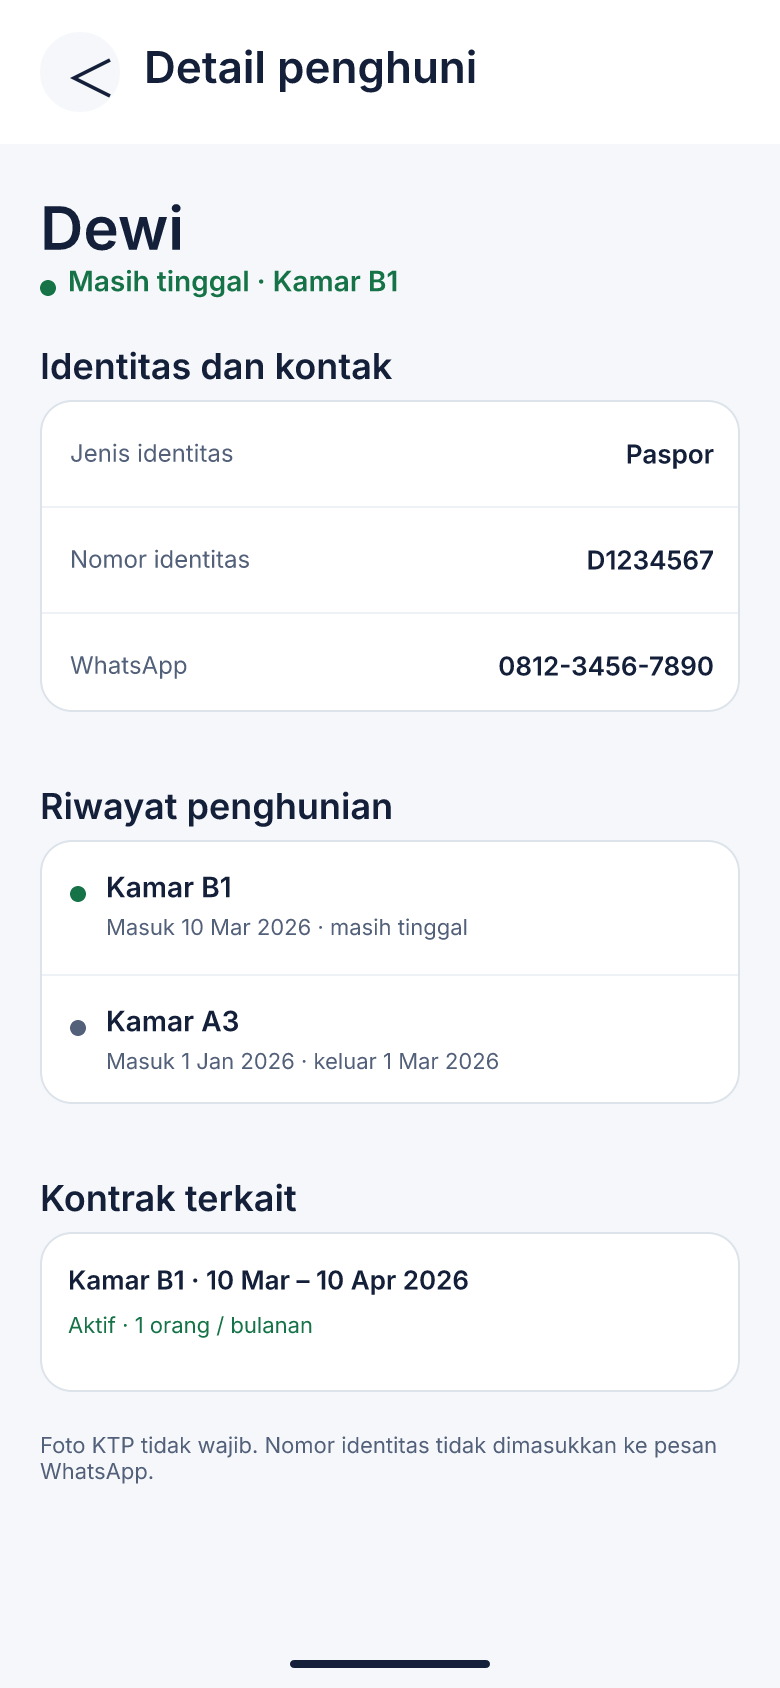 Detail penghuni
Dewi
Masih tinggal · Kamar B1
Identitas dan kontak
Jenis identitas
Paspor
Nomor identitas
D1234567
WhatsApp
0812-3456-7890
Riwayat penghunian
Kamar B1
Masuk 10 Mar 2026 · masih tinggal
Kamar A3
Masuk 1 Jan 2026 · keluar 1 Mar 2026
Kontrak terkait
Kamar B1 · 10 Mar – 10 Apr 2026
Aktif · 1 orang / bulanan
Foto KTP tidak wajib. Nomor identitas tidak dimasukkan ke pesan
WhatsApp.